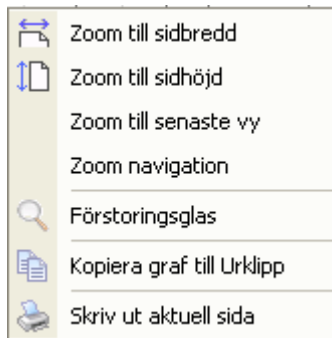 Zoom till sidbredd
Zoom till sidhöjd
Zoom till senaste vy
Zoom navigation
Förstoringsglas
Kopiera graf till Urklipp
Skriv ut aktuell sida